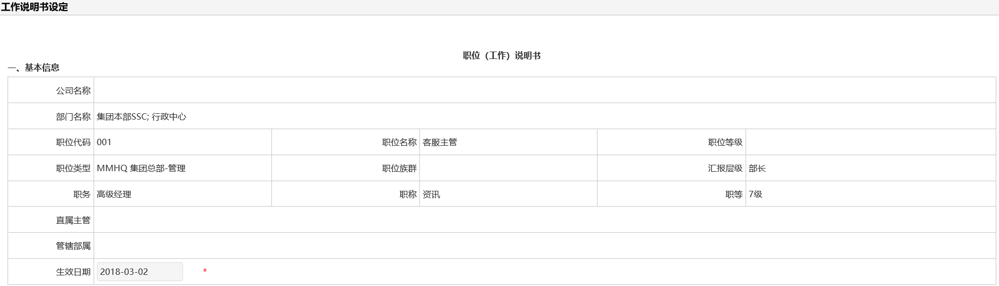 工作说明书设定
职位（工作）说明书
一、基本信息
公司名称
部门名称 集团本部SSC; 行政中心
职位代码 001 职位名称 客服主管 职位等级
职位类型 MMHQ 集团总部-管理 职位族群 汇报层级 部长
职务 高级经理 职称 资讯 职等 7级
直属主管
管辖部属
生效日期 2018-03-02 *